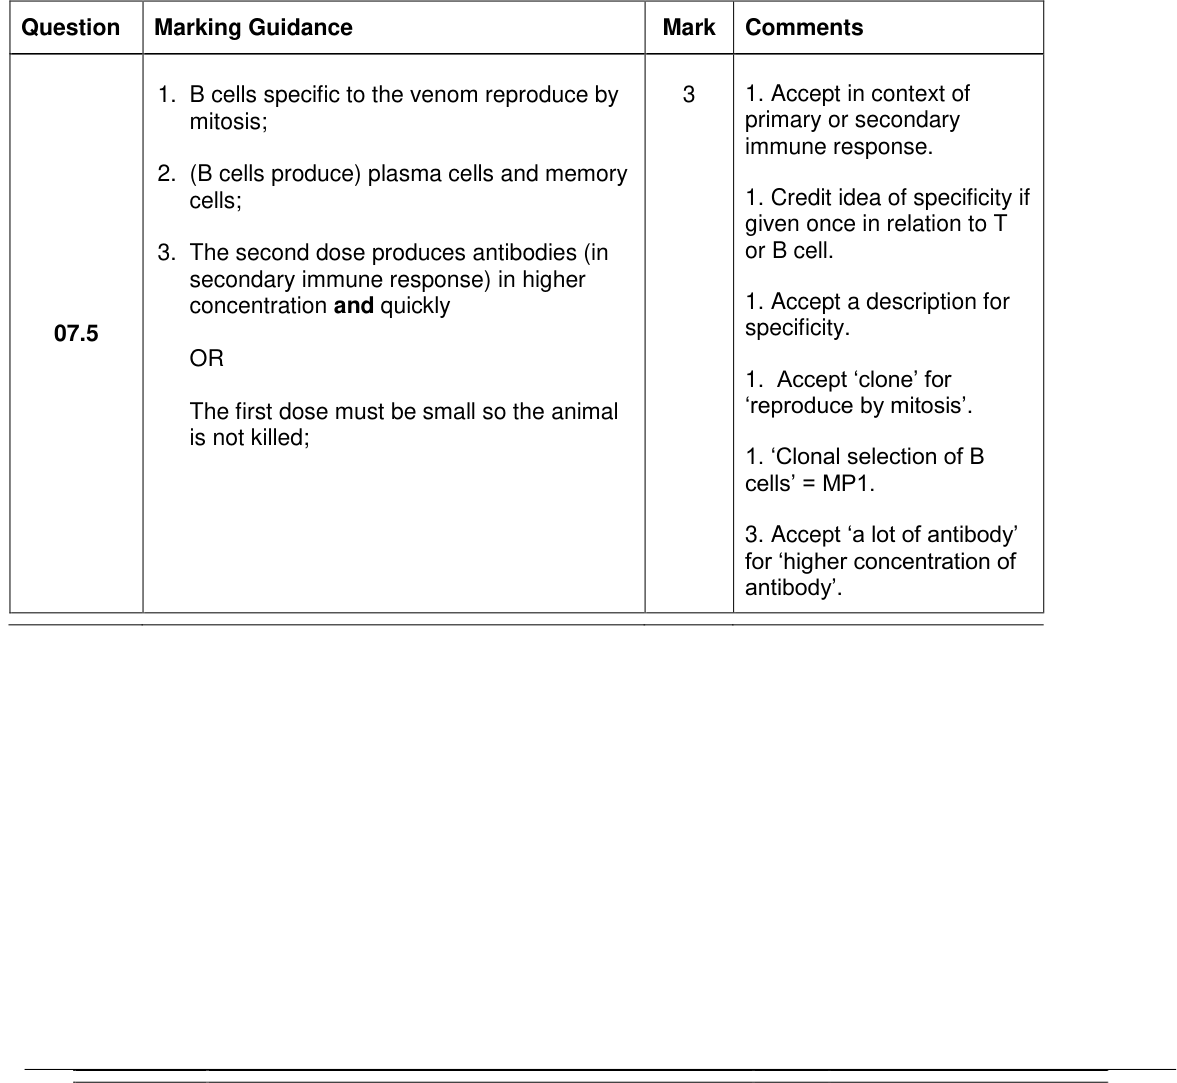 Question Marking Guidance Mark Comments
07.5
1. B cells specific to the venom reproduce by
mitosis;
2. (B cells produce) plasma cells and memory
cells;
3. The second dose produces antibodies (in
secondary immune response) in higher
concentration and quickly
OR
The first dose must be small so the animal
is not killed;
3
1. Accept in context of
primary or secondary
immune response.
1. Credit idea of specificity if
given once in relation to T
or B cell.
1. Accept a description for
specificity.
1. Accept ‘clone’ for
‘reproduce by mitosis’.
1. ‘Clonal selection of B
cells’ = MP1.
3. Accept ‘a lot of antibody’
for ‘higher concentration of
antibody’.